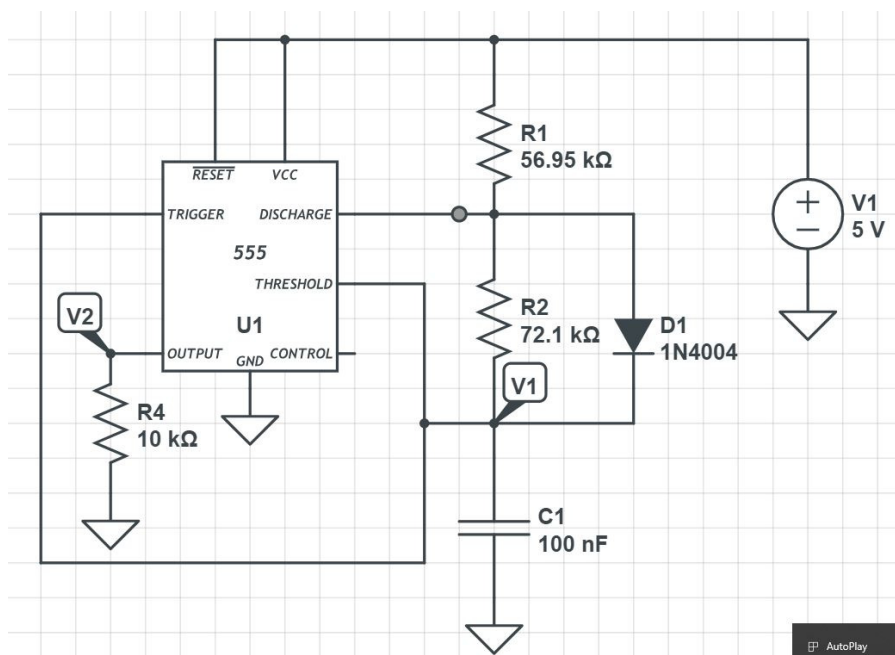 R1
56.95 kΩ
RESET
VCC
TRIGGER
DISCHARGE
V1
5 V
555
THRESHOLD
R2
72.1 kΩ
V2
U1
D1
1N4004
OUTPUT
GND
CONTROL
V1
R4
10 kΩ
C1
100 nF
AutoPlay